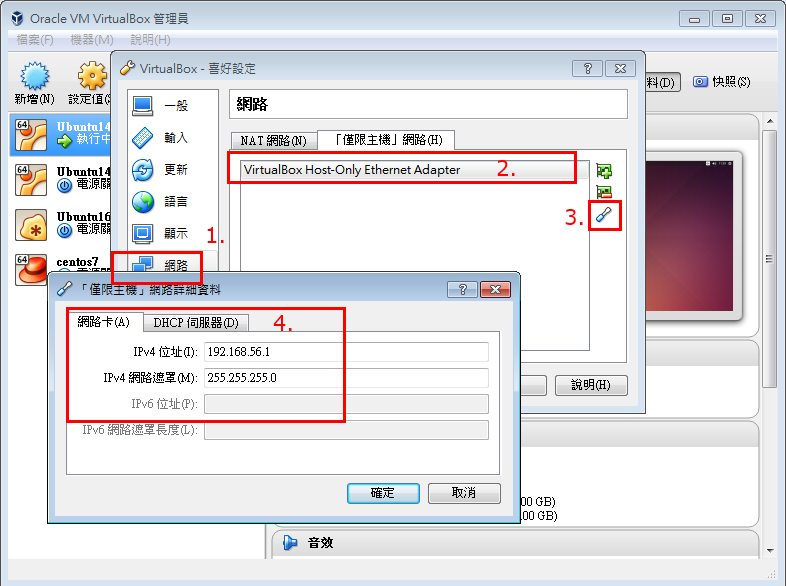 Oracle VM VirtualBox 管理員
檔案(F) 機器(M) 說明(H)
新增(N) 設定值(S
料(D) 快照(S)
VirtualBox - 喜好設定
64 Ubuntu14
執行中
64 Ubuntu14
電源關
Ubuntu16
電源關
64 centos7
一般
輸入
更新
語言
顯示
網路
1.
網路
NAT 網路(N) 「僅限主機」網路(H)
VirtualBox Host-Only Ethernet Adapter
2.
3.
說明(H)
「僅限主機」網路詳細資料
網路卡(A) DHCP 伺服器(D)
4.
IPv4 位址(I): 192.168.56.1
IPv4 網路遮罩(M): 255.255.255.0
IPv6 位址(P):
IPv6 網路遮罩長度(L):
確定 取消
00 GB)
.00 GB)
音效